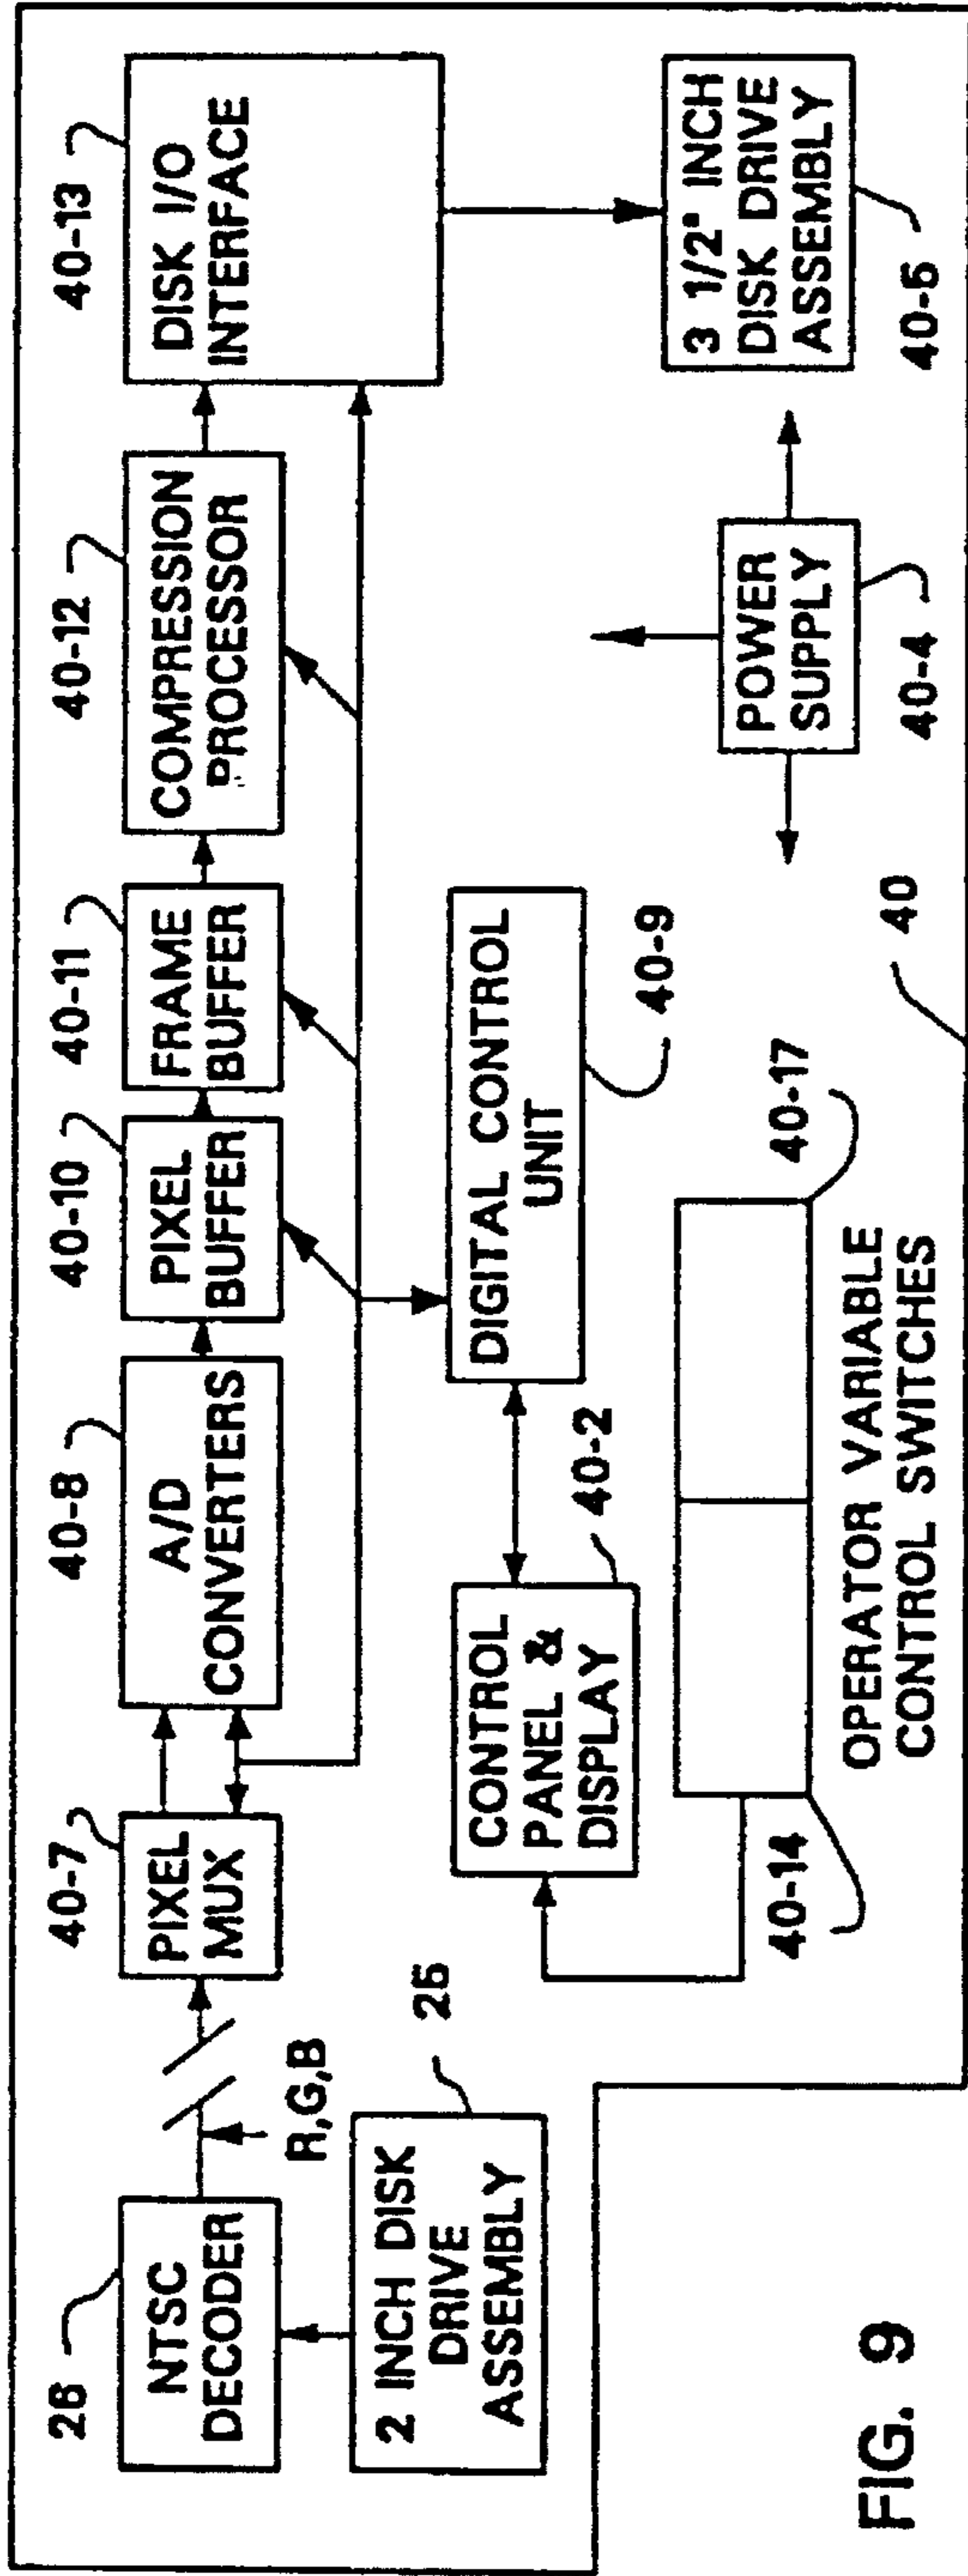 26
NTSC
DECODER
R,G,B
2 INCH DISK
DRIVE
ASSEMBLY
25
40-7
PIXEL
MUX
40-8
A/D
CONVERTERS
40-10
PIXEL
BUFFER
40-11
FRAME
BUFFER
40-12
COMPRESSION
PROCESSOR
40-13
DISK I/O
INTERFACE
CONTROL
PANEL &
DISPLAY
40-2
DIGITAL CONTROL
UNIT
40-9
POWER
SUPPLY
40-4
3 1/2" INCH
DISK DRIVE
ASSEMBLY
40-5
40-14
40-17
OPERATOR VARIABLE
CONTROL SWITCHES
40
FIG. 9